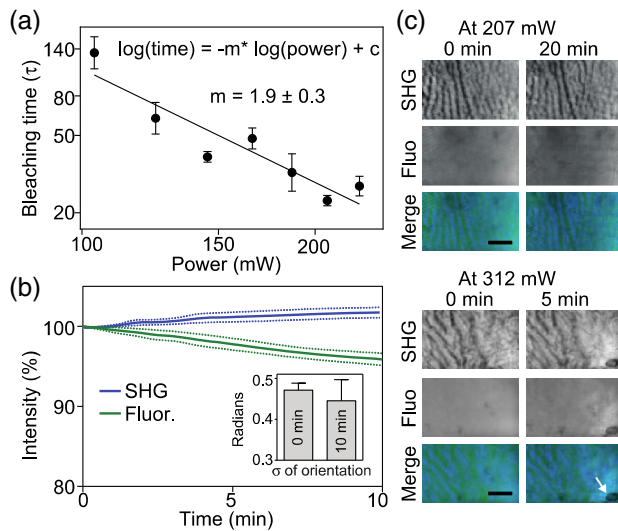 (a)
140
80
50
20
Bleaching time (τ)
log(time) = -m* log(power) + c
m = 1.9 ± 0.3
100
150
200
Power (mW)
(b)
100
95
90
80
Intensity (%)
SHG
Fluor.
0.5
0.4
0.3
Radians
0 min
10 min
σ of orientation
0
5
10
Time (min)
(c)
At 207 mW
0 min
20 min
SHG
Fluo
Merge
At 312 mW
0 min
5 min
SHG
Fluo
Merge